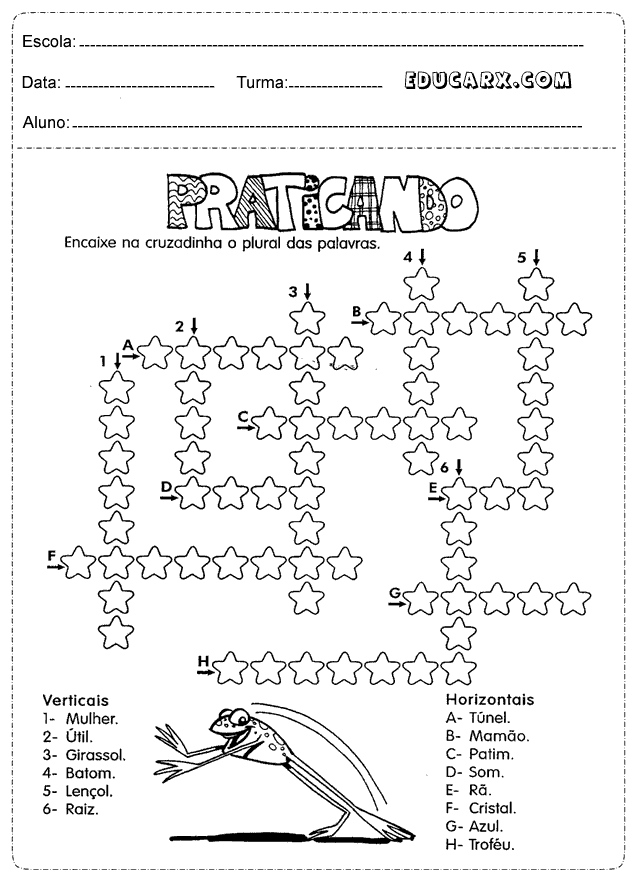 Escola:
Data: Turma: EDUCARX.COM
Aluno:
PRATICANDO
Encaixe na cruzadinha o plural das palavras.
4 5
3
B
2
A
1
C
6
D E
F
G
H
Verticais
1- Mulher.
2- Útil.
3- Girassol.
4- Batom.
5- Lençol.
6- Raiz.
Horizontais
A- Túnel.
B- Mamão.
C- Patim.
D- Som.
E- Rã.
F- Cristal.
G- Azul.
H- Troféu.